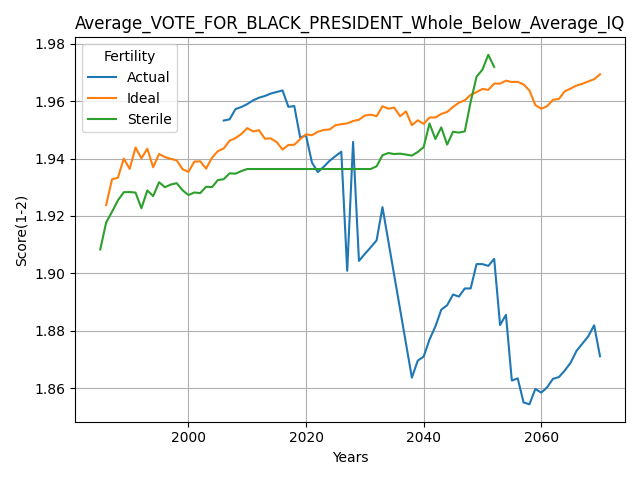 Average_VOTE_FOR_BLACK_PRESIDENT_Whole_Below_Average_IQ
Fertility
Actual
Ideal
Sterile
Score(1-2)
1.98
1.96
1.94
1.92
1.90
1.88
1.86
2000
2020
2040
2060
Years